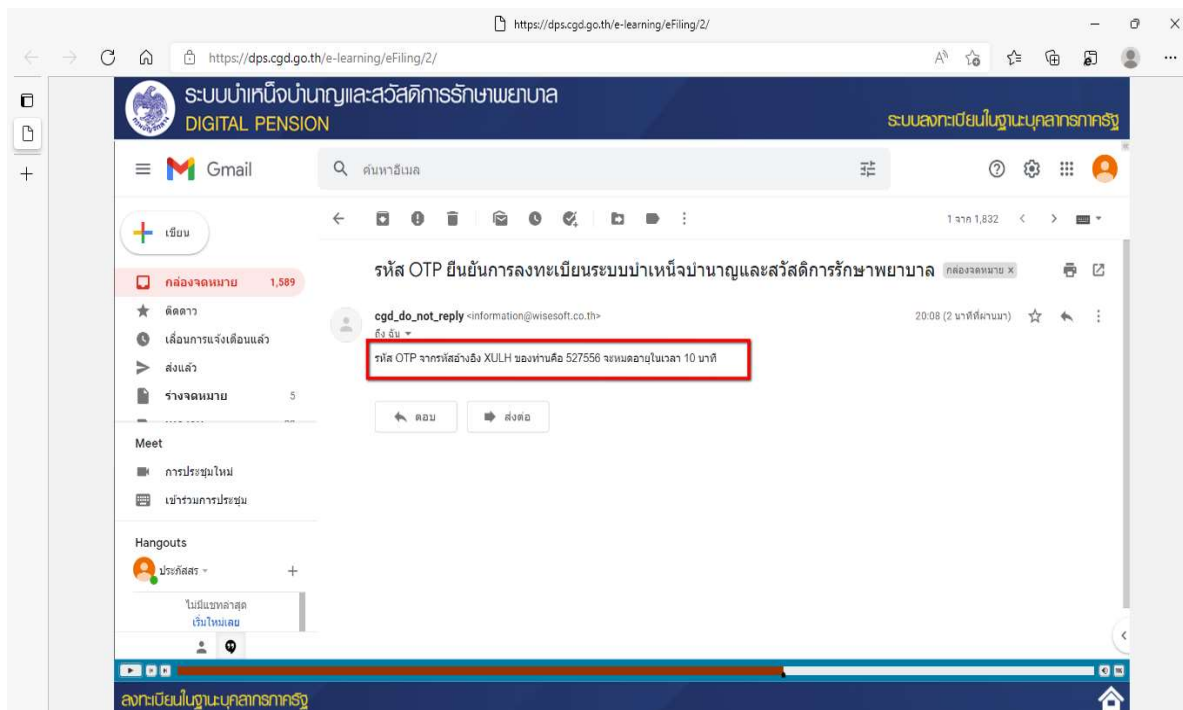 https://dps.cgd.go.th/e-learning/eFiling/2/
https://dps.cgd.go.th/e-learning/eFiling/2/
ระบบบำเหน็จบำนาญและสวัสดิการรักษาพยาบาล
DIGITAL PENSION
ระบบลงทะเบียนในฐานะบุคลากรภาครัฐ
Gmail
ค้นหาอีเมล
เขียน
1 จาก 1,832
รหัส OTP ยืนยันการลงทะเบียนระบบบำเหน็จบำนาญและสวัสดิการรักษาพยาบาล กล่องจดหมาย x
กล่องจดหมาย 1,589
ติดดาว
cgd_do_not_reply <information@wisesoft.co.th>
20:08 (2 นาทีที่ผ่านมา)
ถึง ฉัน
เลื่อนการแจ้งเตือนแล้ว
รหัส OTP จากรหัสอ้างอิง XULH ของท่านคือ 527556 จะหมดอายุในเวลา 10 นาที
ส่งแล้ว
ร่างจดหมาย 5
ตอบ
ส่งต่อ
Meet
การประชุมใหม่
เข้าร่วมการประชุม
Hangouts
ประภัสสร
ไม่มีแชทล่าสุด
เริ่มใหม่เลย
ลงทะเบียนในฐานะบุคลากรภาครัฐ